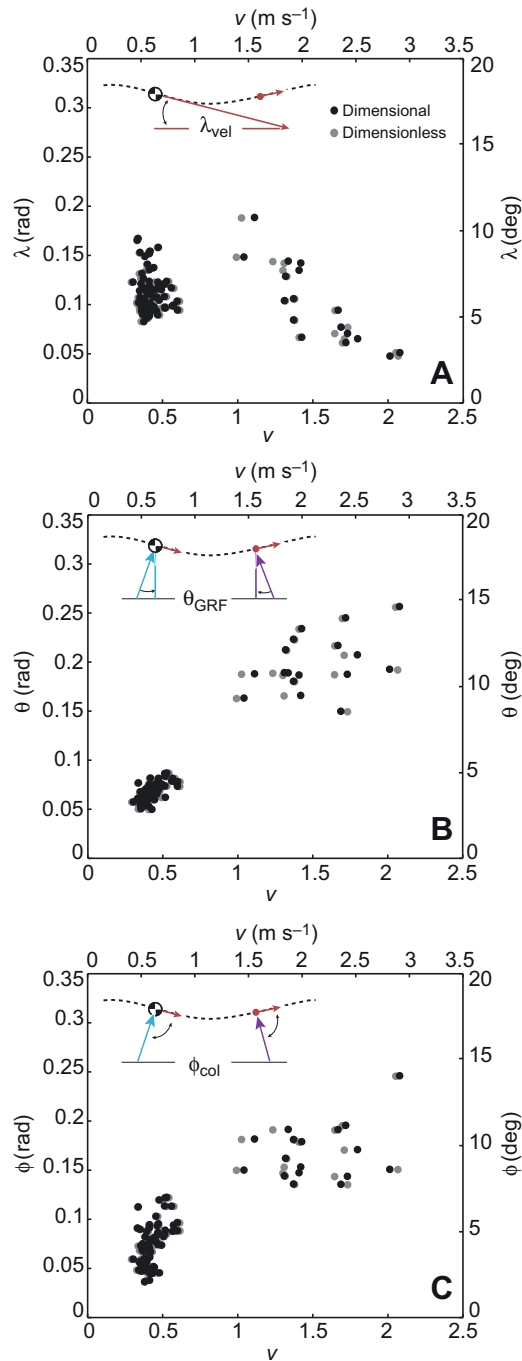 v (m s–1)
0 0.5 1 1.5 2 2.5 3 3.5
0.35 20
0.3
λvel
Dimensional
Dimensionless
0.25 15
0.2
λ (rad) λ (deg)
0.15 10
0.1 5
0.05
0 0
A
0 0.5 1 1.5 2 2.5
v
v (m s–1)
0 0.5 1 1.5 2 2.5 3 3.5
0.35 20
0.3
θGRF
0.25 15
0.2
θ (rad) θ (deg)
0.15 10
0.1 5
0.05
0 0
B
0 0.5 1 1.5 2 2.5
v
v (m s–1)
0 0.5 1 1.5 2 2.5 3 3.5
0.35 20
0.3
ϕcol
0.25 15
0.2
ϕ (rad) ϕ (deg)
0.15 10
0.1 5
0.05
0 0
C
0 0.5 1 1.5 2 2.5
v